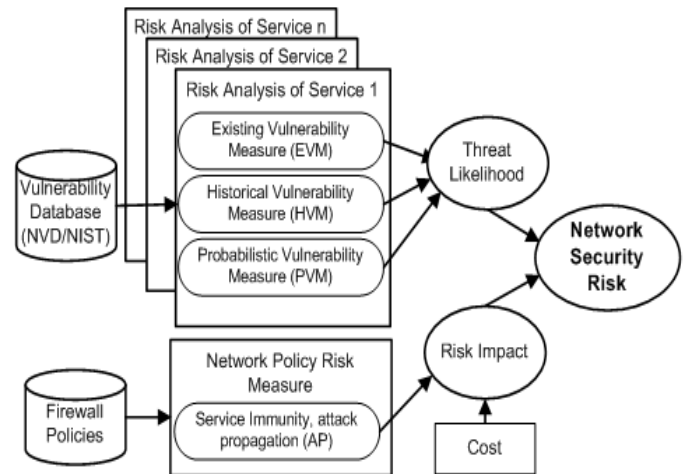 Risk Analysis of Service n
Risk Analysis of Service 2
Risk Analysis of Service 1
Existing Vulnerability
Measure (EVM)
Historical Vulnerability
Measure (HVM)
Probabilistic Vulnerability
Measure (PVM)
Vulnerability
Database
(NVD/NIST)
Threat
Likelihood
Network
Security
Risk
Network Policy Risk
Measure
Service Immunity, attack
propagation (AP)
Firewall
Policies
Risk Impact
Cost